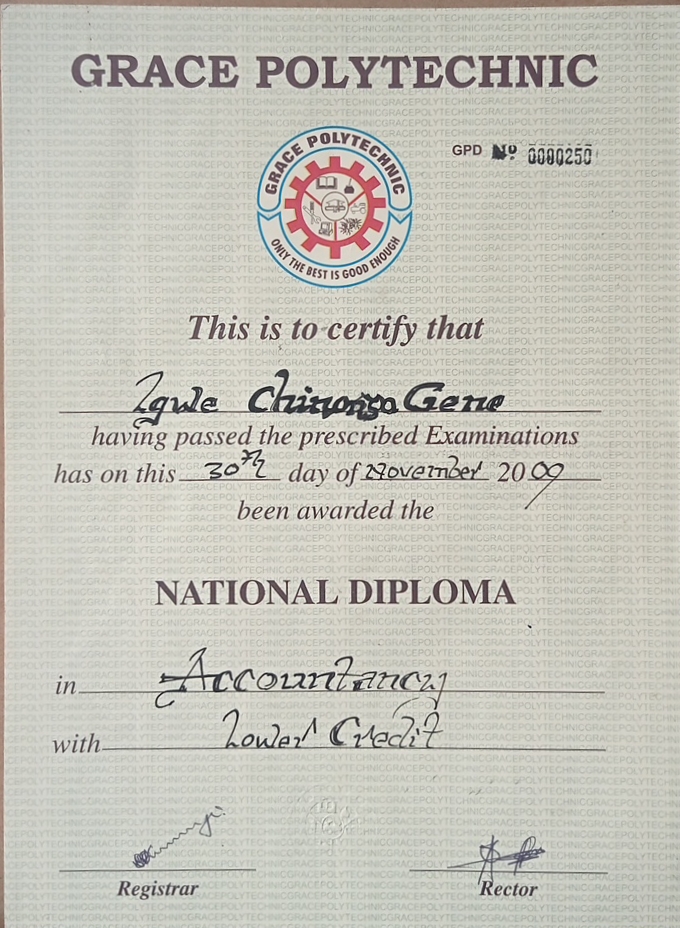 GRACE POLYTECHNIC
GRACE POLYTECHNIC
ONLY THE BEST IS GOOD ENOUGH
GPD Nº 0000250
This is to certify that
Igwe Gene
having passed the prescribed Examinations
has on this 30th day of November 2009
been awarded the
NATIONAL DIPLOMA
in Accountancy
with Lower Credit
Registrar Rector